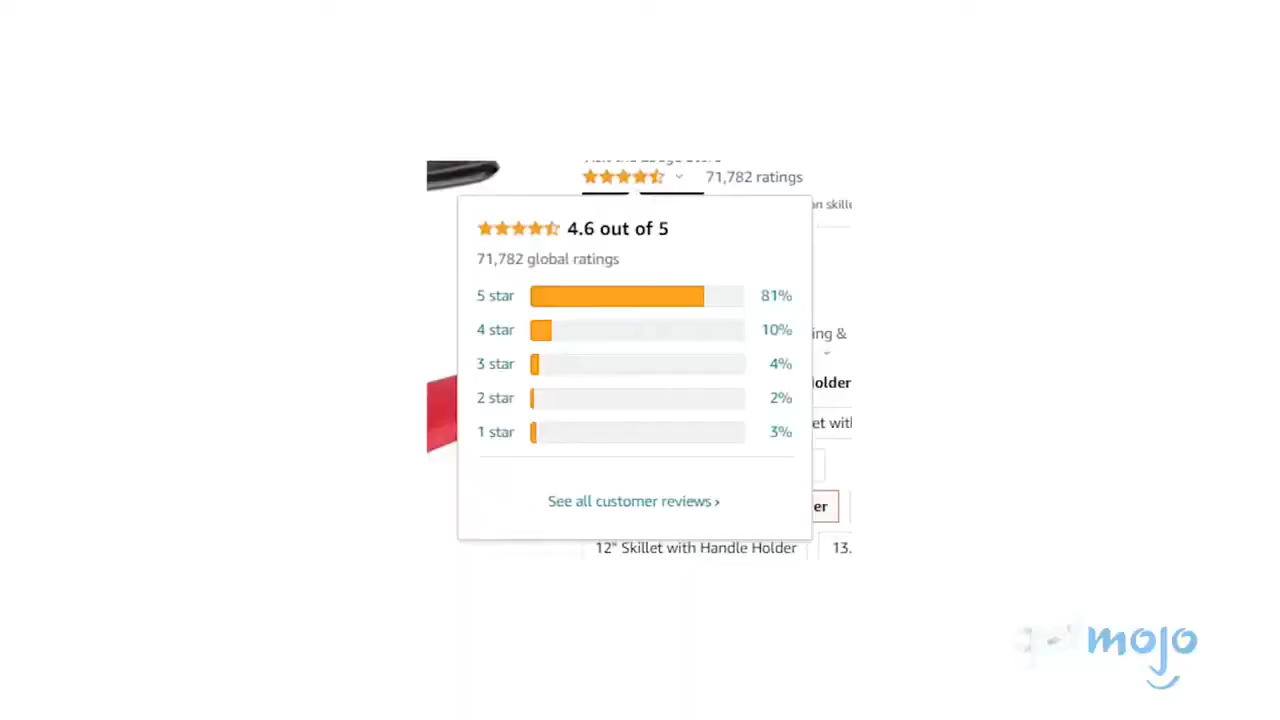 71,782 ratings
4.6 out of 5
71,782 global ratings
5 star 81%
4 star 10%
3 star 4%
2 star 2%
1 star 3%
See all customer reviews ›
12" Skillet with Handle Holder
13.
mojo